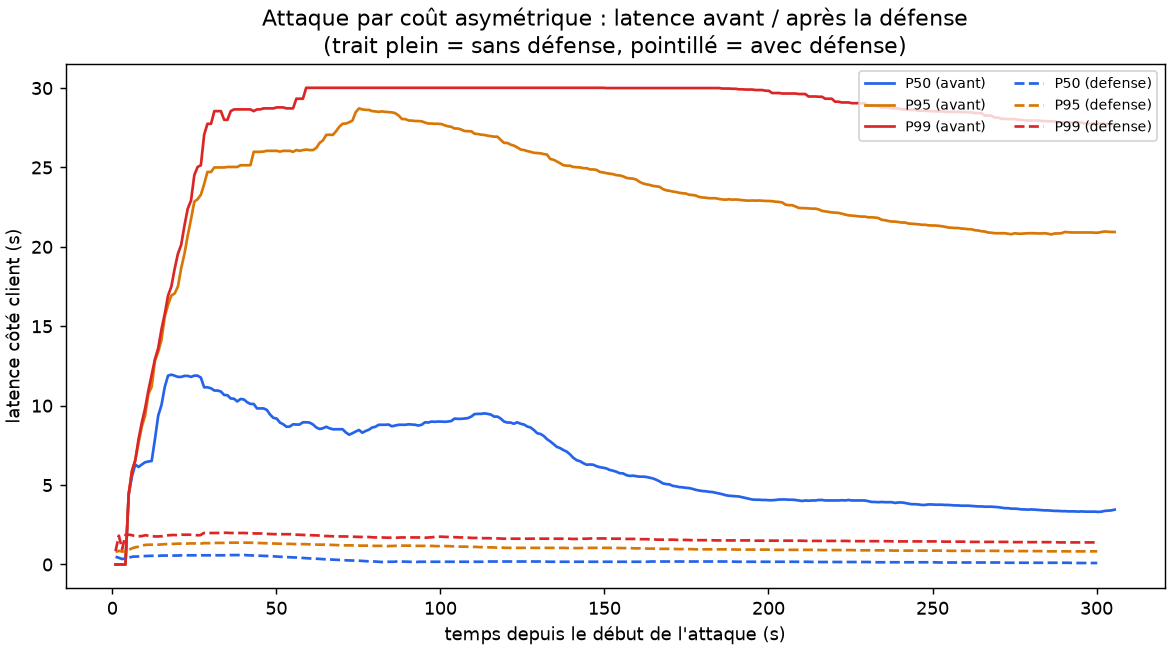 Attaque par coût asymétrique : latence avant / après la défense
(trait plein = sans défense, pointillé = avec défense)
P50 (avant)
P95 (avant)
P99 (avant)
P50 (defense)
P95 (defense)
P99 (defense)
latence côté client (s)
30
25
20
15
10
5
0
0
50
100
150
200
250
300
temps depuis le début de l'attaque (s)